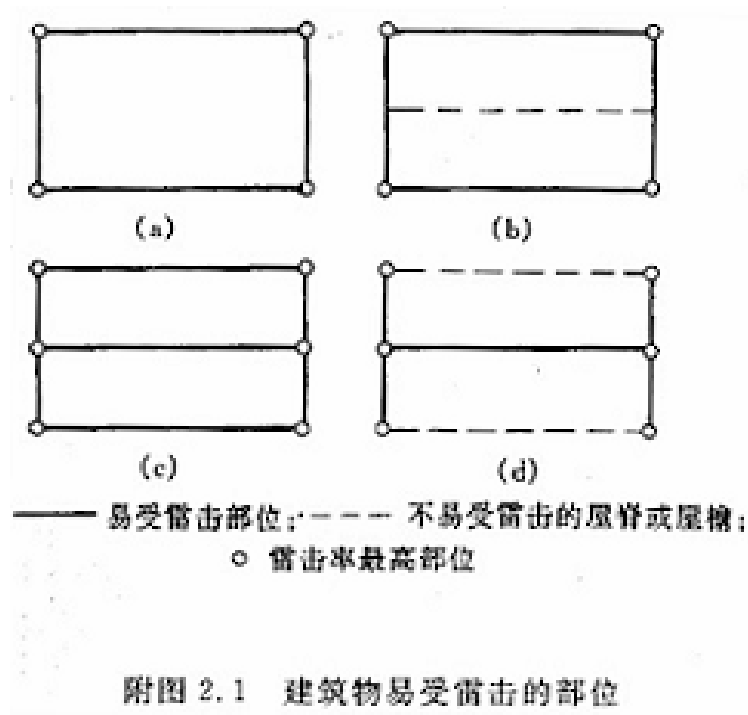 (a) (b)
(c) (d)
—— 易受雷击部位;--- 不易受雷击的屋脊或屋檐;
○ 雷击率最高部位
附图 2.1 建筑物易受雷击的部位